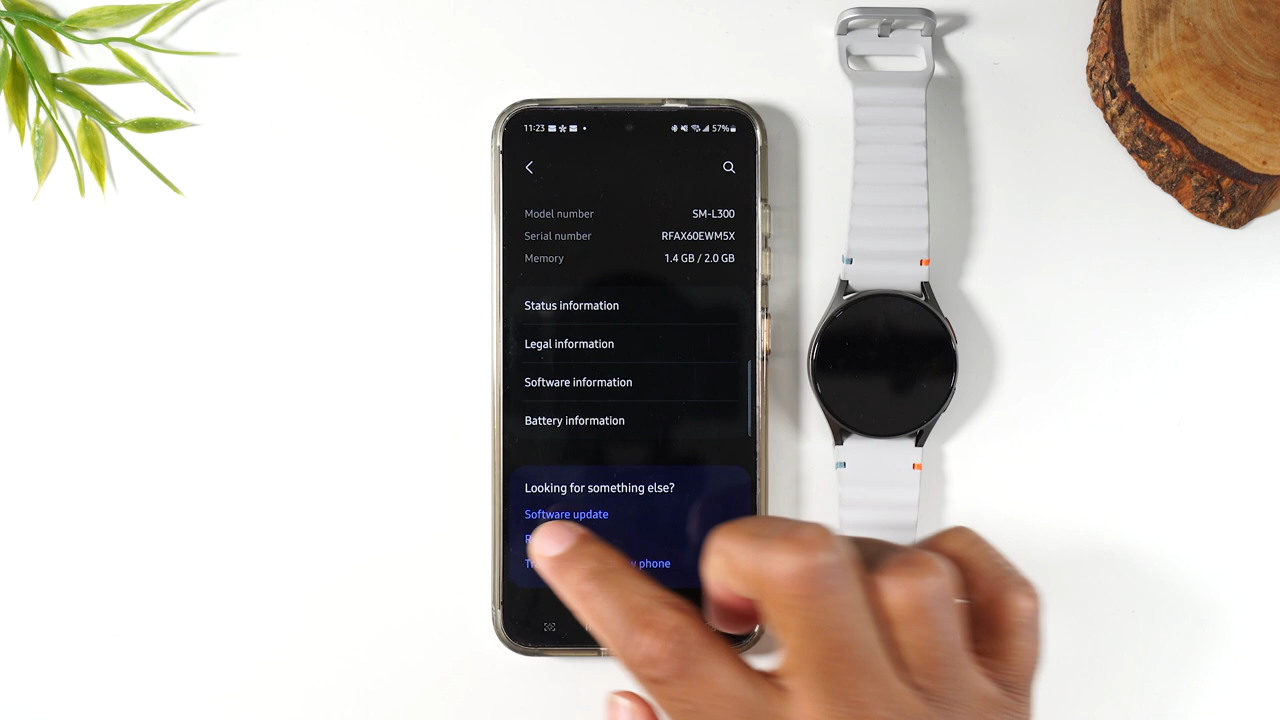 11:23 57%
Model number SM-L300
Serial number RFAX60EWM5X
Memory 1.4 GB / 2.0 GB
Status information
Legal information
Software information
Battery information
Looking for something else?
Software update
phone